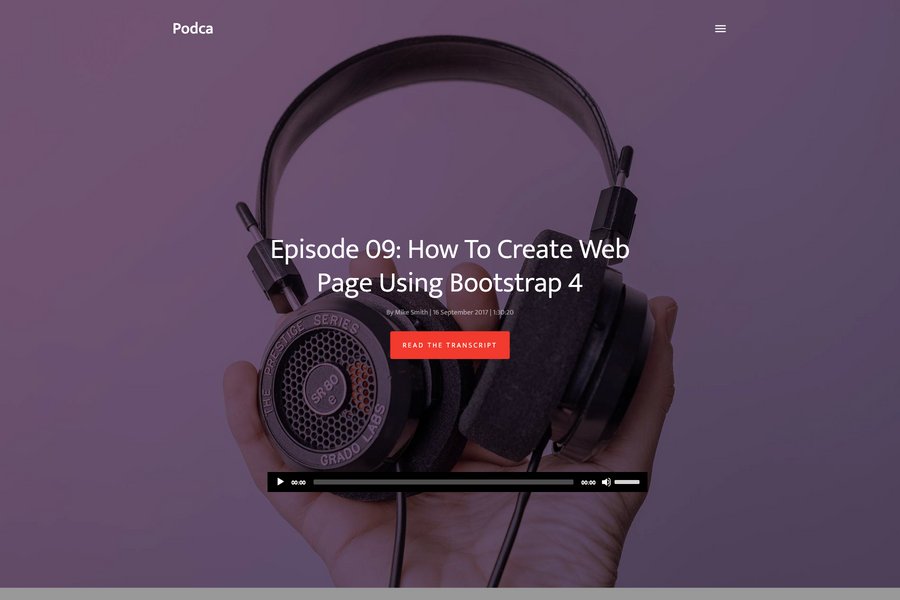 Podca
Episode 09: How To Create Web
Page Using Bootstrap 4
By Mike Smith | 16 September 2017 | 1:30:20
READ THE TRANSCRIPT
THE PRESTIGE SERIES
SR80
e
GRADO LABS
00:00
00:00